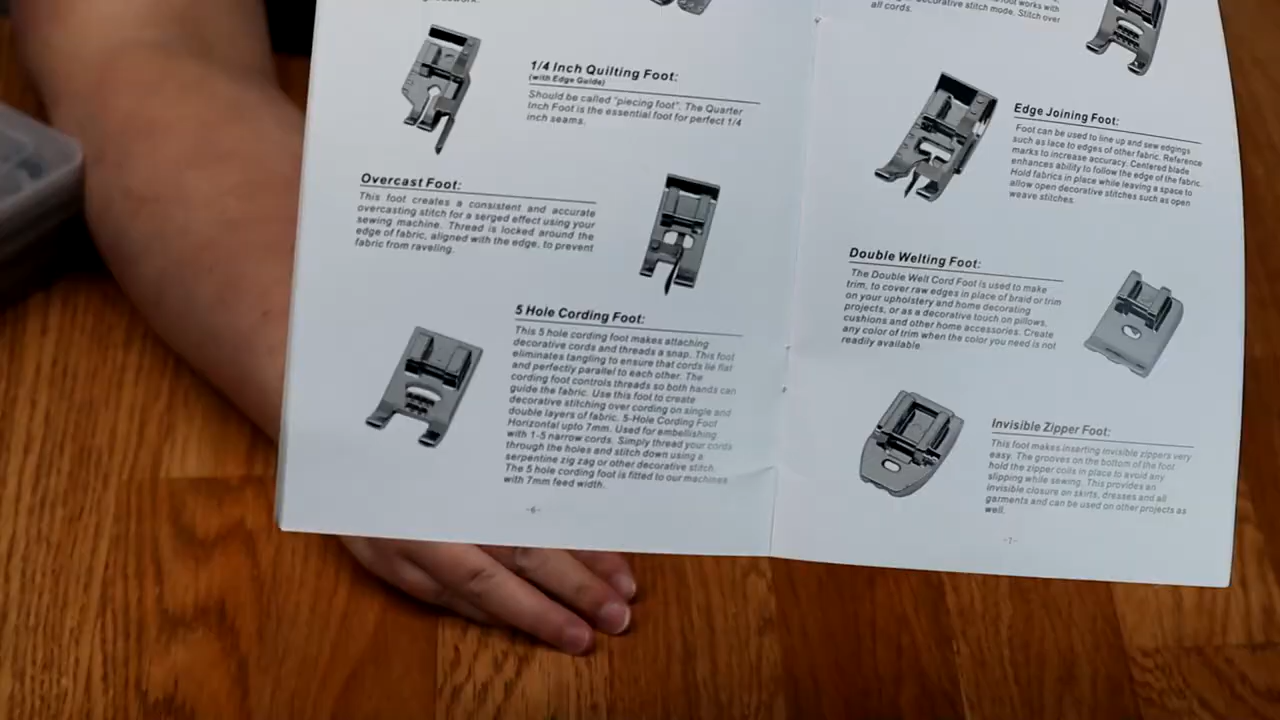 1/4 Inch Quilting Foot:
(with Edge Guide)
Should be called "piecing foot". The Quarter
Inch Foot is the essential foot for perfect 1/4
inch seams.
Overcast Foot:
This foot creates a consistent and accurate
overcasting stitch for a serged effect using your
sewing machine. Thread is locked around the
edge of fabric, aligned with the edge, to prevent
fabric from raveling.
5 Hole Cording Foot:
This 5 hole cording foot makes attaching
decorative cords and threads a snap. This foot
eliminates tangling to ensure that cords lie flat
and perfectly parallel to each other. The
cording foot controls threads so both hands can
guide the fabric. Use this foot to create
decorative stitching over cording on single and
double layers of fabric. 5-Hole Cording Foot
Horizontal upto 7mm. Used for embellishing
with 1-5 narrow cords. Simply thread your cords
through the holes and stitch down using a
serpentine zig zag or other decorative stitch.
The 5 hole cording foot is fitted to our machines
with 7mm feed width.
-6-
foot works with
decorative stitch mode. Stitch over
all cords.
Edge Joining Foot:
Foot can be used to line up and sew edgings
such as lace to edges of other fabric. Reference
marks to increase accuracy. Centered blade
enhances ability to follow the edge of the fabric.
Hold fabrics in place while leaving a space to
allow open decorative stitches such as open
weave stitches.
Double Welting Foot:
The Double Welt Cord Foot is used to make
trim, to cover raw edges in place of braid or trim
on your upholstery and home decorating
projects, or as a decorative touch on pillows,
cushions and other home accessories. Create
any color of trim when the color you need is not
readily available.
Invisible Zipper Foot:
This foot makes inserting invisible zippers very
easy. The grooves on the bottom of the foot
hold the zipper coils in place to avoid any
slipping while sewing. This provides an
invisible closure on skirts, dresses and all
garments and can be used on other projects as
well.
-7-